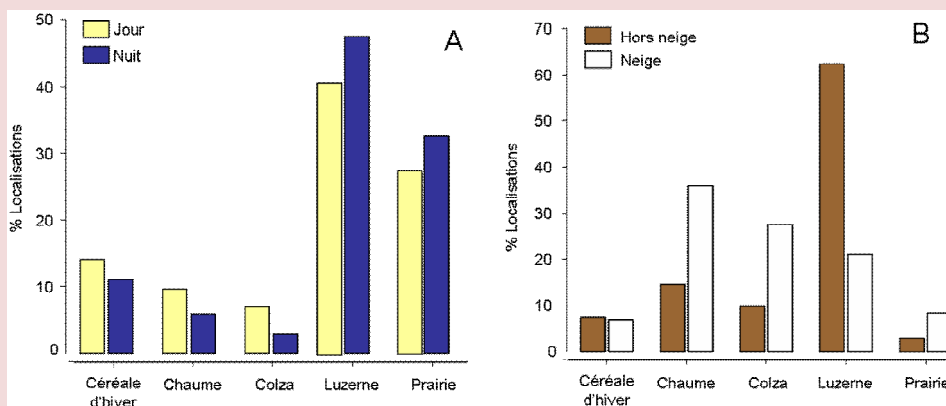 50
40
30
20
10
0
% Localisations
Jour
Nuit
A
Céréale
d'hiver
Chaume
Colza
Luzerne
Prairie
70
60
50
40
30
20
10
0
% Localisations
Hors neige
Neige
B
Céréale
d'hiver
Chaume
Colza
Luzerne
Prairie